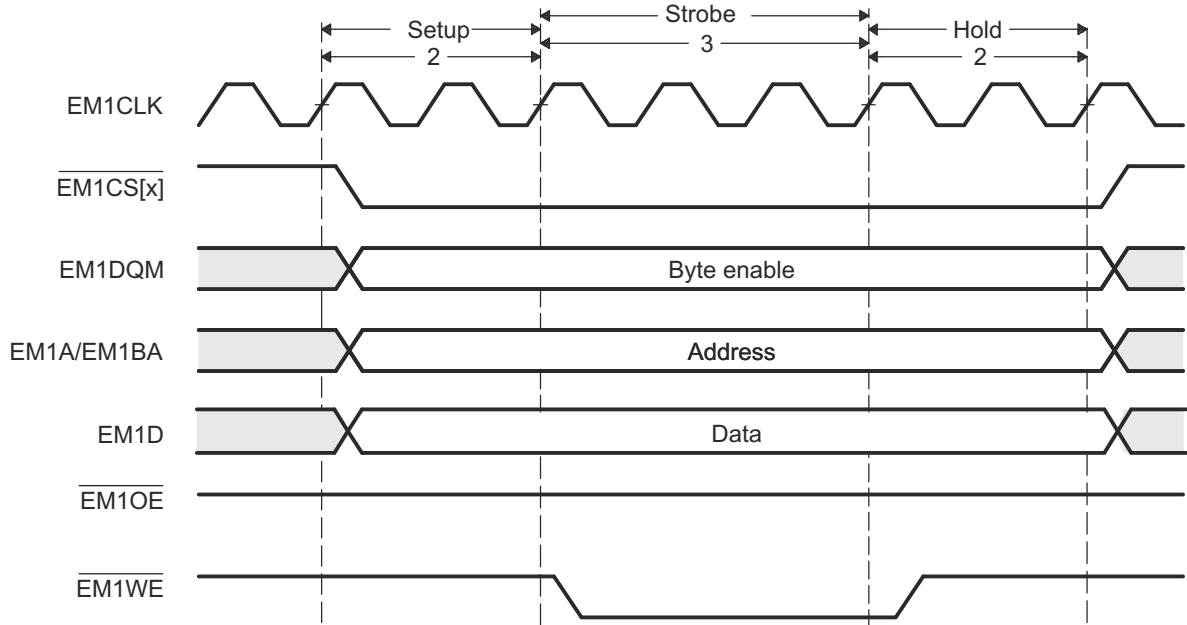 Setup
Strobe
Hold
2
3
2
EM1CLK
EM1CS[x]
EM1DQM
Byte enable
EM1A/EM1BA
Address
EM1D
Data
EM1OE
EM1WE